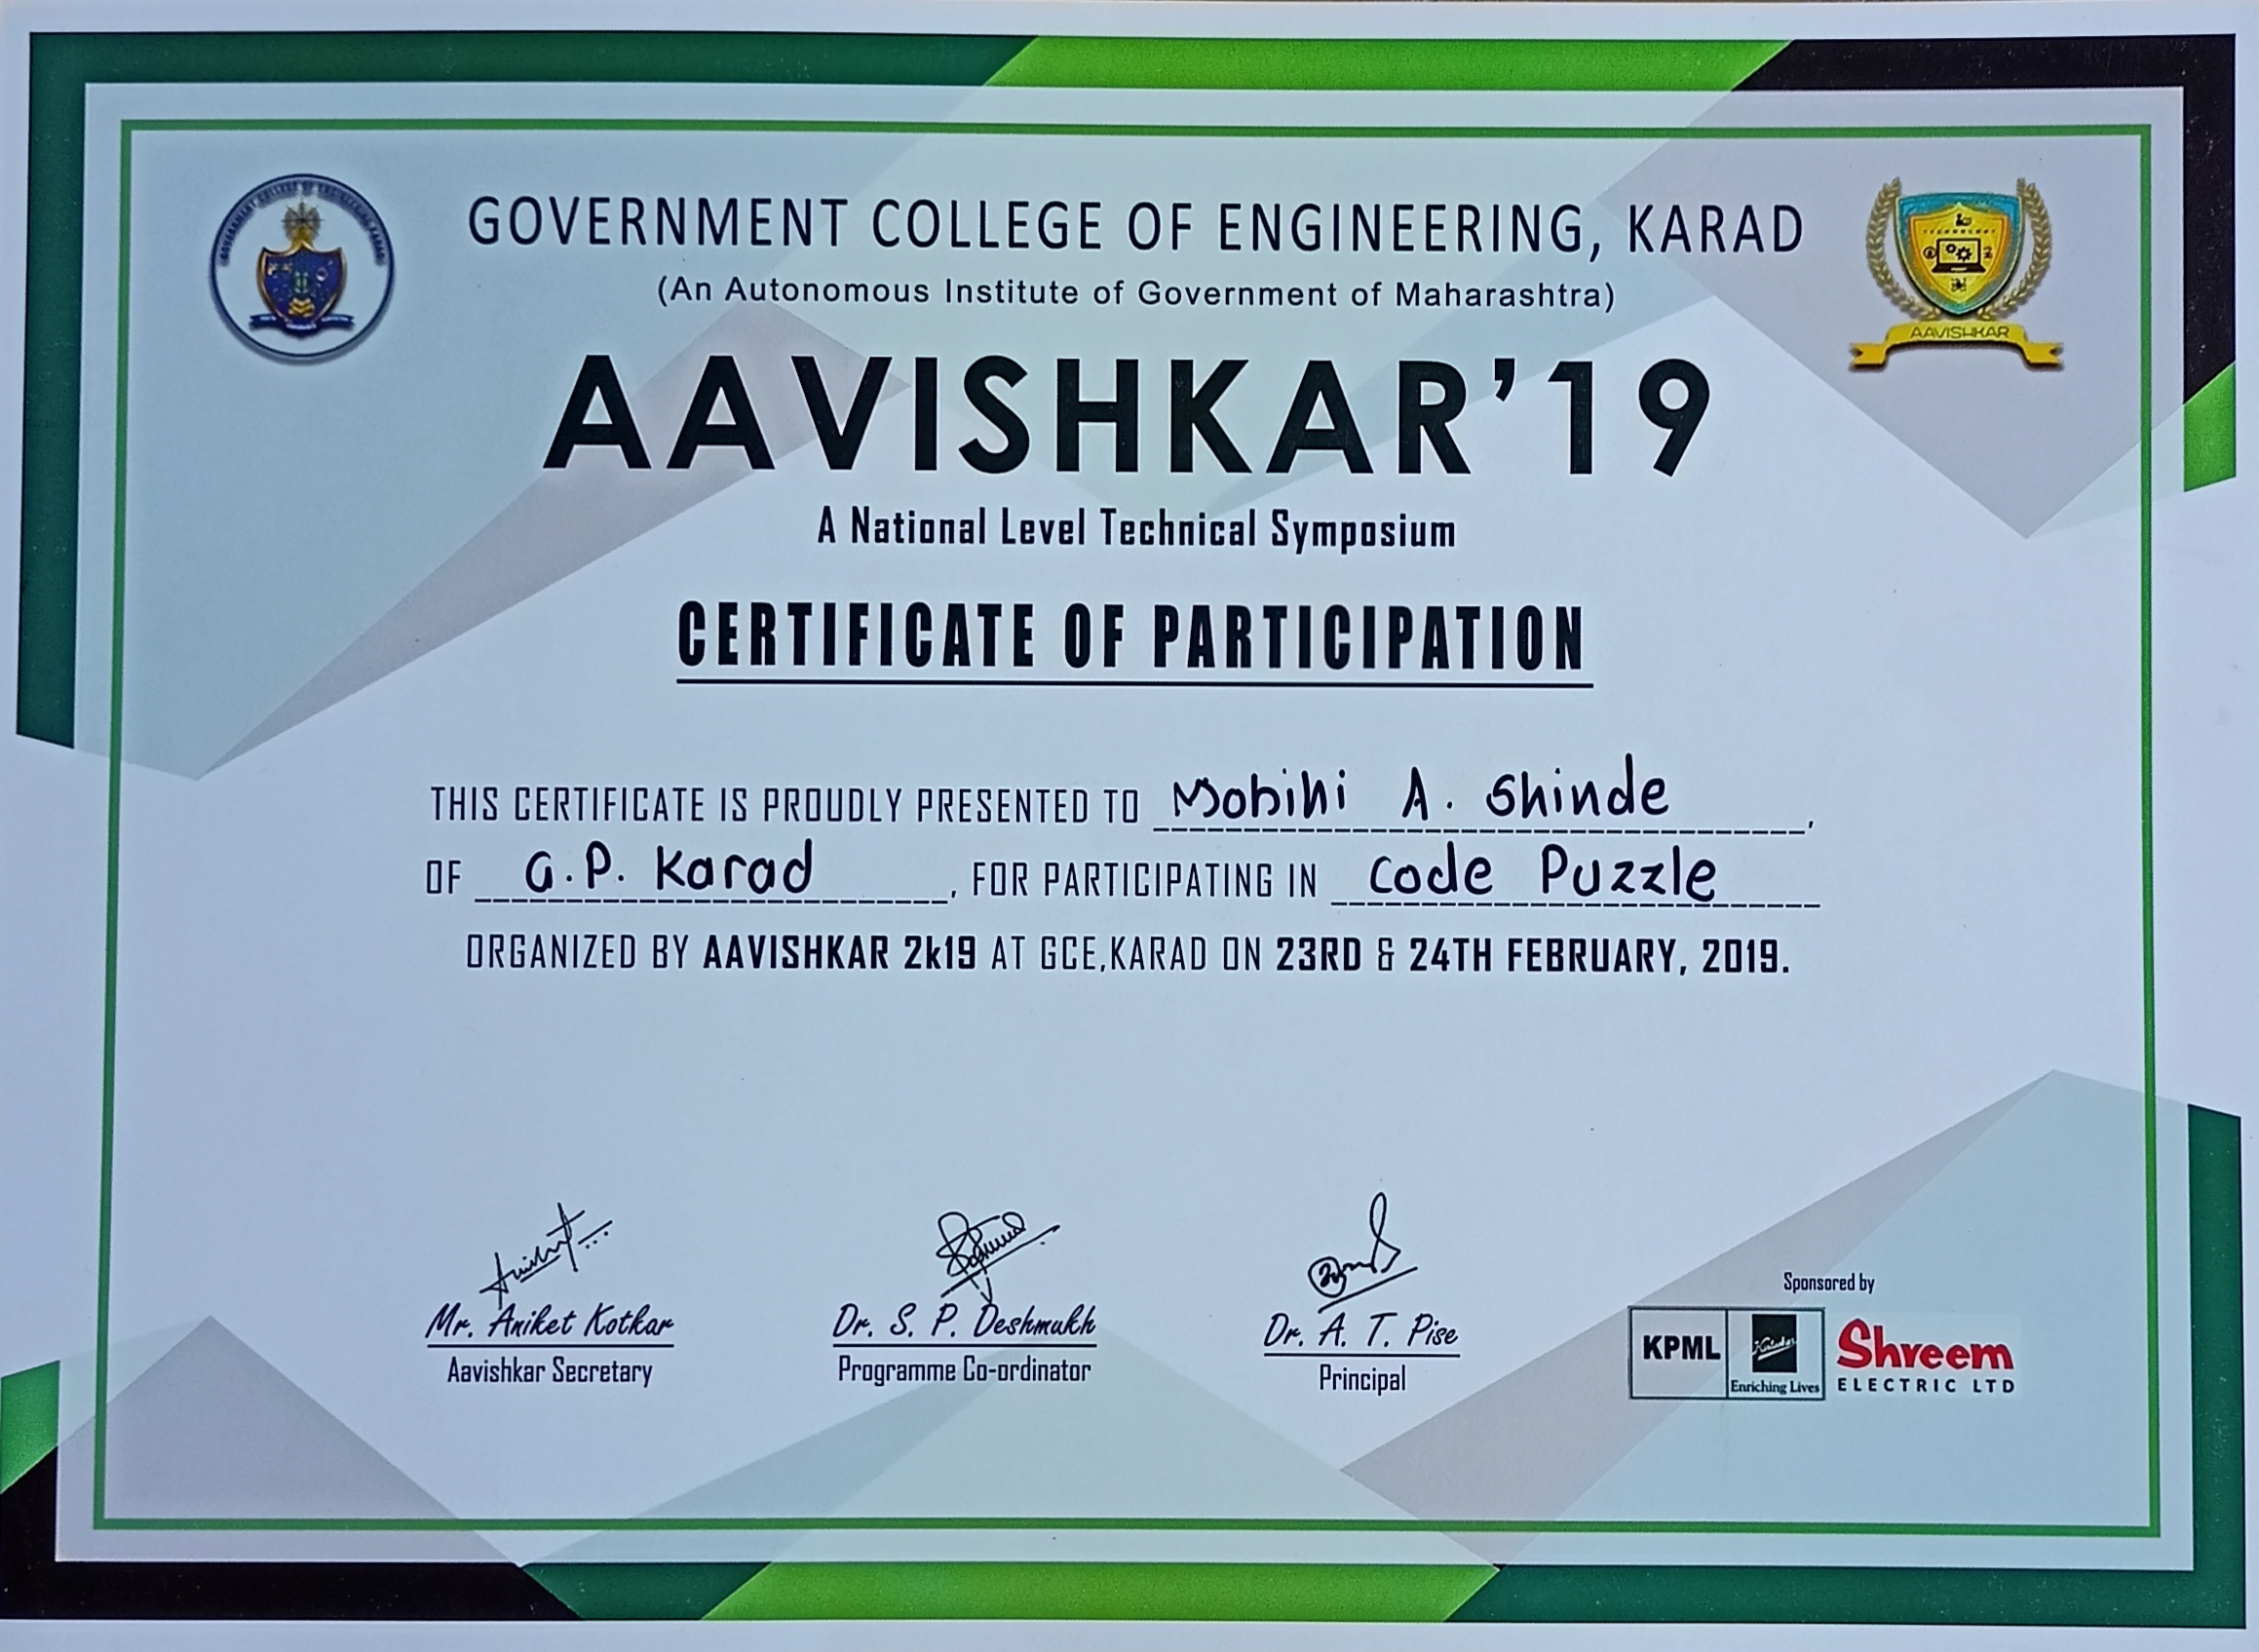 GOVERNMENT COLLEGE OF ENGINEERING, KARAD
(An Autonomous Institute of Government of Maharashtra)
AAVISHKAR
AAVISHKAR'19
A National Level Technical Symposium
CERTIFICATE OF PARTICIPATION
THIS CERTIFICATE IS PROUDLY PRESENTED TO Mohini A. Shinde,
OF G.P. Karad, FOR PARTICIPATING IN Code Puzzle
ORGANIZED BY AAVISHKAR 2k19 AT GCE,KARAD ON 23RD & 24TH FEBRUARY, 2019.
Mr. Aniket Kotkar
Aavishkar Secretary
Dr. S. P. Deshmukh
Programme Co-ordinator
Dr. A. T. Pise
Principal
Sponsored by
KPML
Enriching Lives
Shreem
ELECTRIC LTD